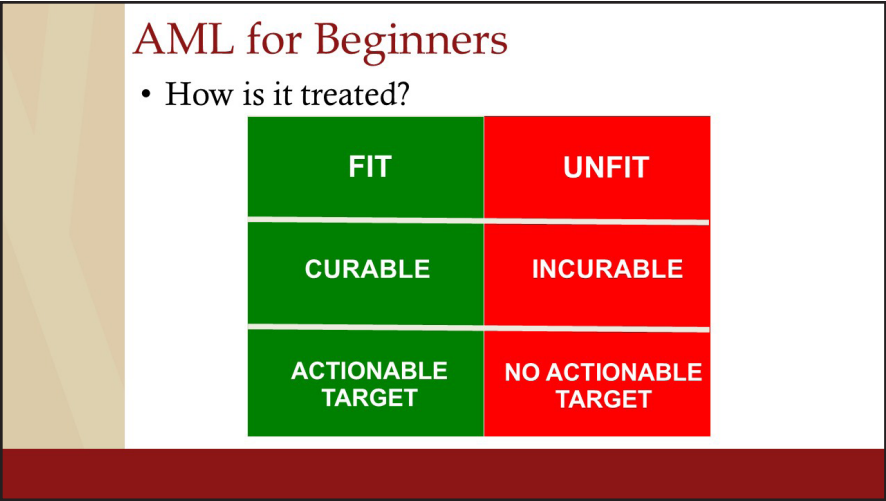 AML for Beginners
• How is it treated?
FIT
UNFIT
CURABLE
INCURABLE
ACTIONABLE
TARGET
NO ACTIONABLE
TARGET